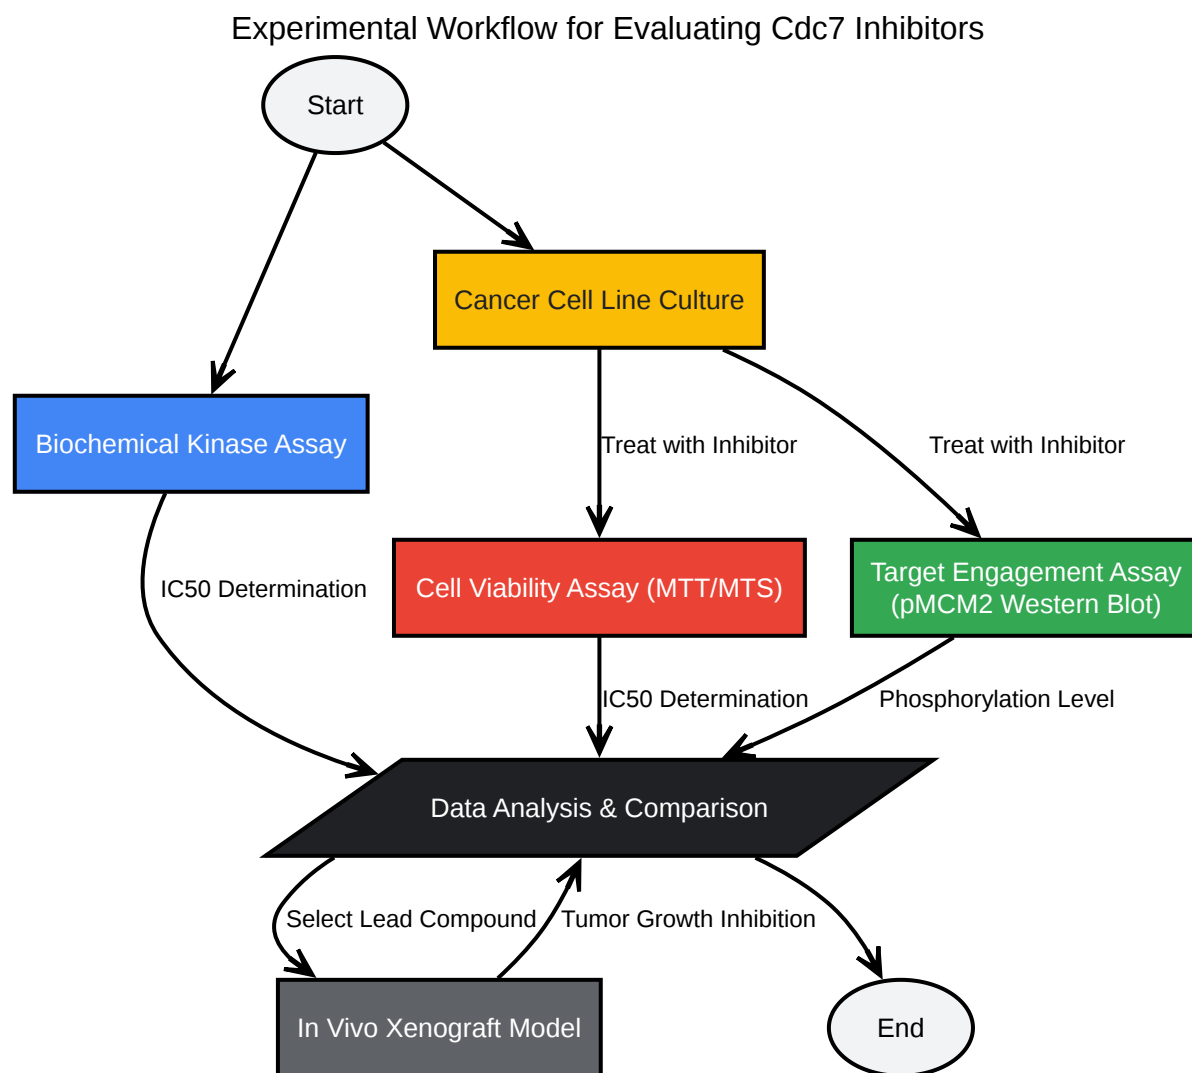 Experimental Workflow for Evaluating Cdc7 Inhibitors
Start
Cancer Cell Line Culture
Biochemical Kinase Assay
Treat with Inhibitor
Treat with Inhibitor
Cell Viability Assay (MTT/MTS)
Target Engagement Assay
(pMCM2 Western Blot)
IC50 Determination
IC50 Determination
Phosphorylation Level
Data Analysis & Comparison
Select Lead Compound
Tumor Growth Inhibition
In Vivo Xenograft Model
End